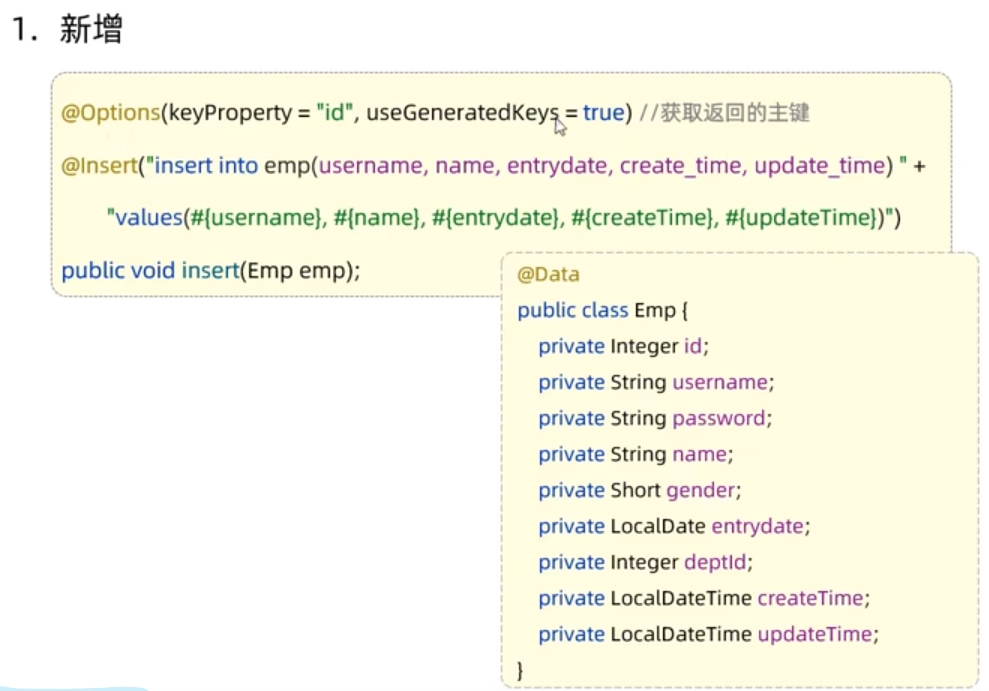 1. 新增
@Options(keyProperty = "id", useGeneratedKeys = true) //获取返回的主键
@Insert("insert into emp(username, name, entrydate, create_time, update_time) " +
"values(#{username}, #{name}, #{entrydate}, #{createTime}, #{updateTime})")
public void insert(Emp emp);
@Data
public class Emp {
private Integer id;
private String username;
private String password;
private String name;
private Short gender;
private LocalDate entrydate;
private Integer deptId;
private LocalDateTime createTime;
private LocalDateTime updateTime;
}